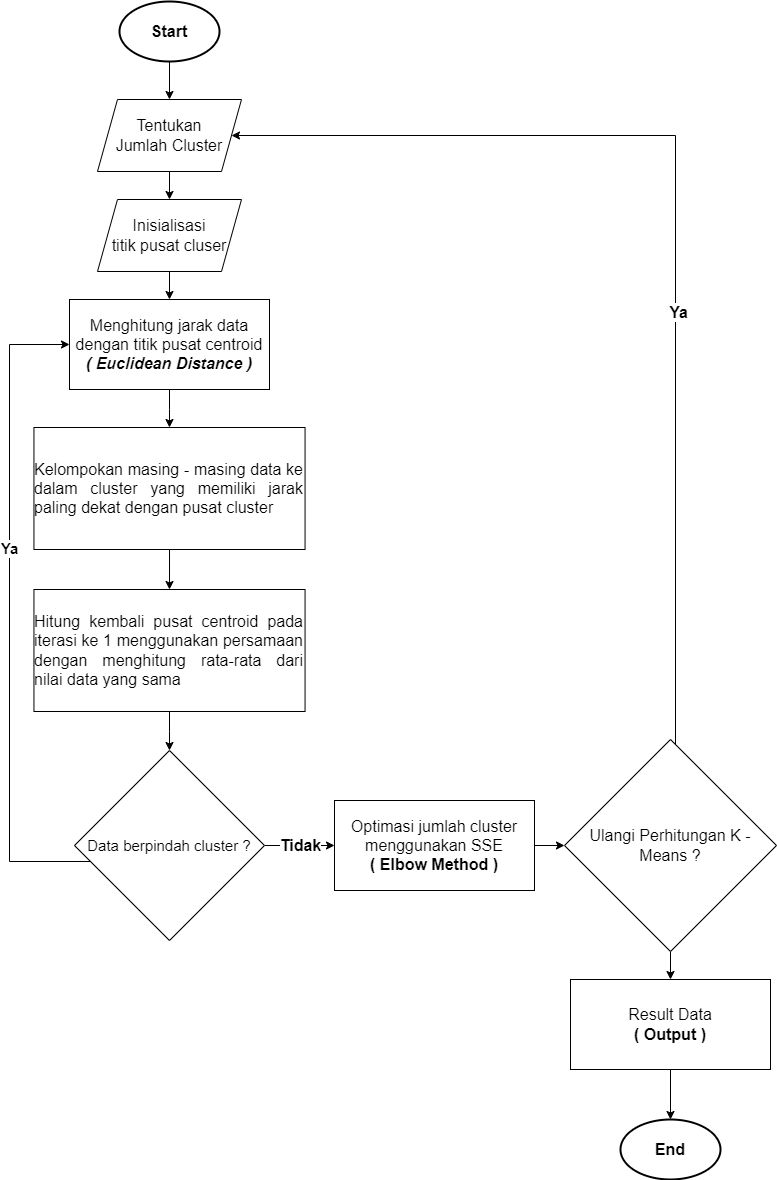 Start
Tentukan
Jumlah Cluster
Inisialisasi
titik pusat cluser
Menghitung jarak data
dengan titik pusat centroid
( Euclidean Distance )
Ya
Kelompokan masing - masing data ke
dalam cluster yang memiliki jarak
paling dekat dengan pusat cluster
Ya
Hitung kembali pusat centroid pada
iterasi ke 1 menggunakan persamaan
dengan menghitung rata-rata dari
nilai data yang sama
Data berpindah cluster ?
Tidak
Optimasi jumlah cluster
menggunakan SSE
( Elbow Method )
Ulangi Perhitungan K -
Means ?
Result Data
( Output )
End